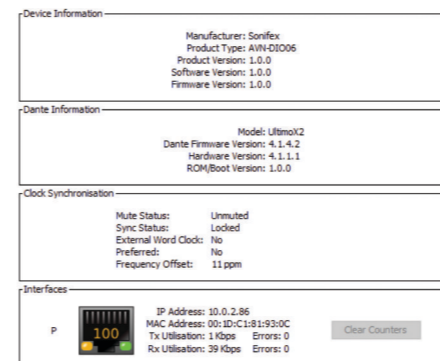 Device Information
Manufacturer: Sonifex
Product Type: AVN-DIO06
Product Version: 1.0.0
Software Version: 1.0.0
Firmware Version: 1.0.0
Dante Information
Model: UltimoX2
Dante Firmware Version: 4.1.4.2
Hardware Version: 4.1.1.1
ROM/Boot Version: 1.0.0
Clock Synchronisation
Mute Status: Unmuted
Sync Status: Locked
External Word Clock: No
Preferred: No
Frequency Offset: 11 ppm
Interfaces
P
100
IP Address: 10.0.2.86
MAC Address: 00:1D:C1:81:93:0C
Tx Utilisation: 1 Kbps Errors: 0
Rx Utilisation: 39 Kbps Errors: 0
Clear Counters